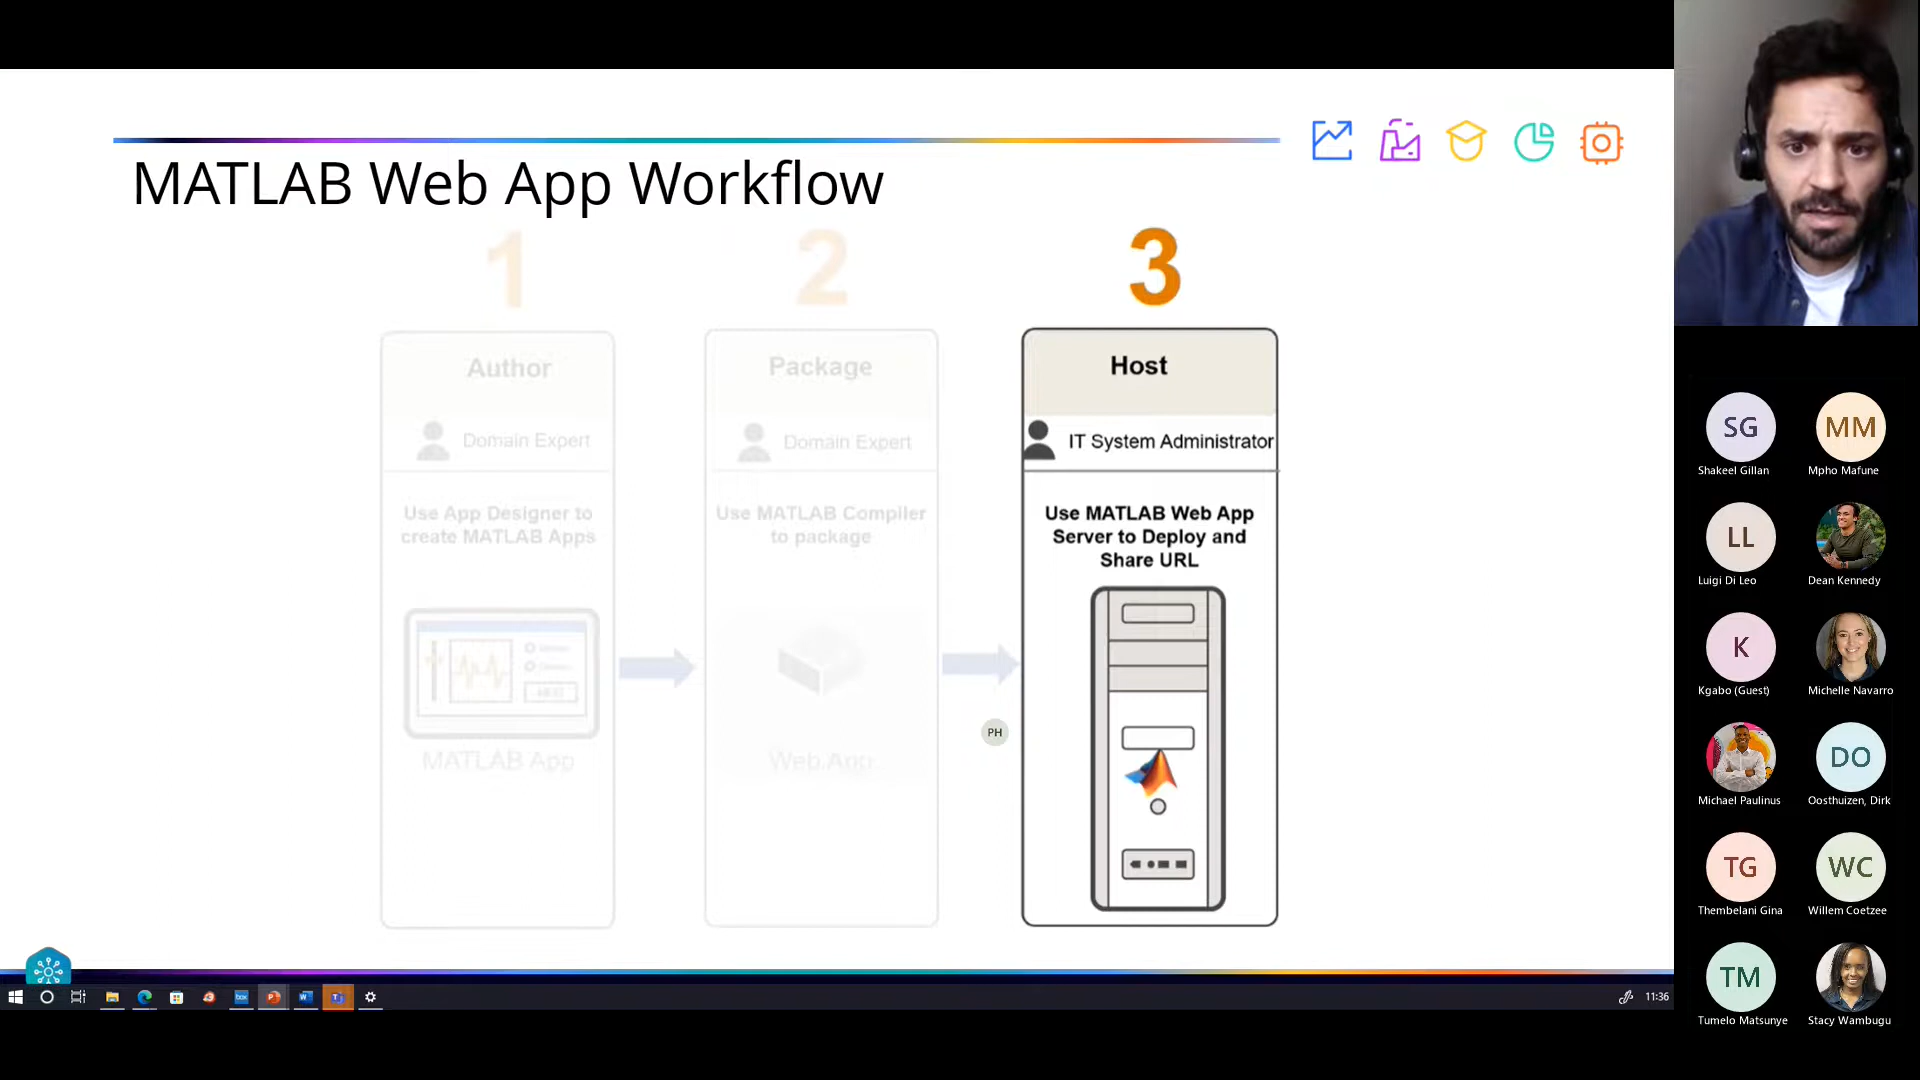 MATLAB Web App Workflow
1
2
3
Author
Domain Expert
Use App Designer to
create MATLAB Apps
MATLAB App
Package
Domain Expert
Use MATLAB Compiler
to package
Web App
Host
IT System Administrator
Use MATLAB Web App
Server to Deploy and
Share URL
PH
SG
Shakeel Gillan
MM
Mpho Mafune
LL
Luigi Di Leo
Dean Kennedy
K
Kgabo (Guest)
Michelle Navarro
Michael Paulinus
DO
Oosthuizen, Dirk
TG
Thembelani Gina
WC
Willem Coetzee
TM
Tumelo Matsunye
Stacy Wambugu
box
11:36